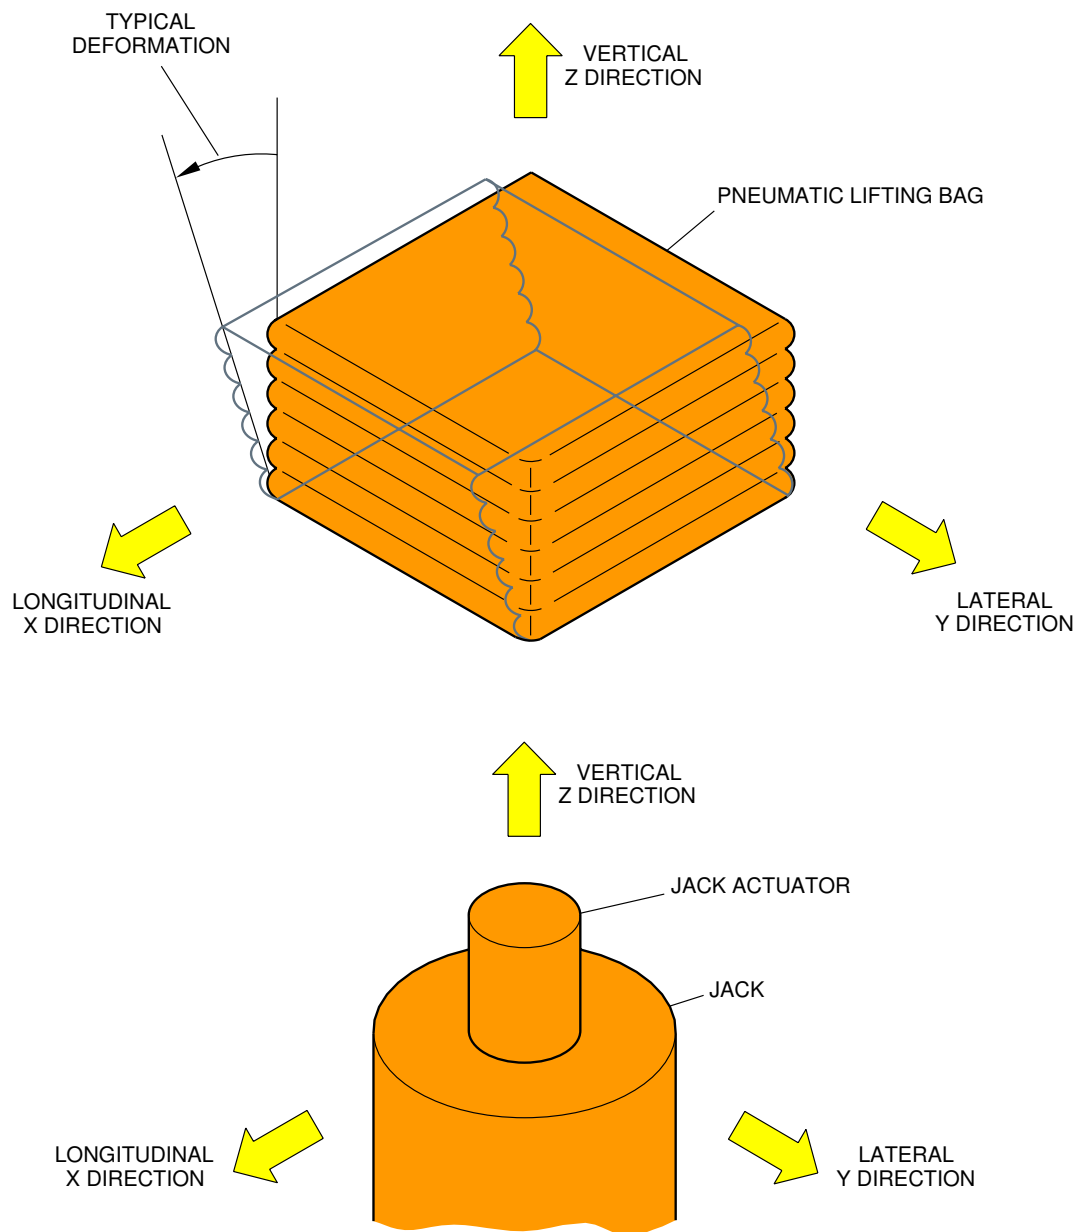 TYPICAL
DEFORMATION
VERTICAL
Z DIRECTION
PNEUMATIC LIFTING BAG
LONGITUDINAL
X DIRECTION
LATERAL
Y DIRECTION
VERTICAL
Z DIRECTION
JACK ACTUATOR
JACK
LONGITUDINAL
X DIRECTION
LATERAL
Y DIRECTION